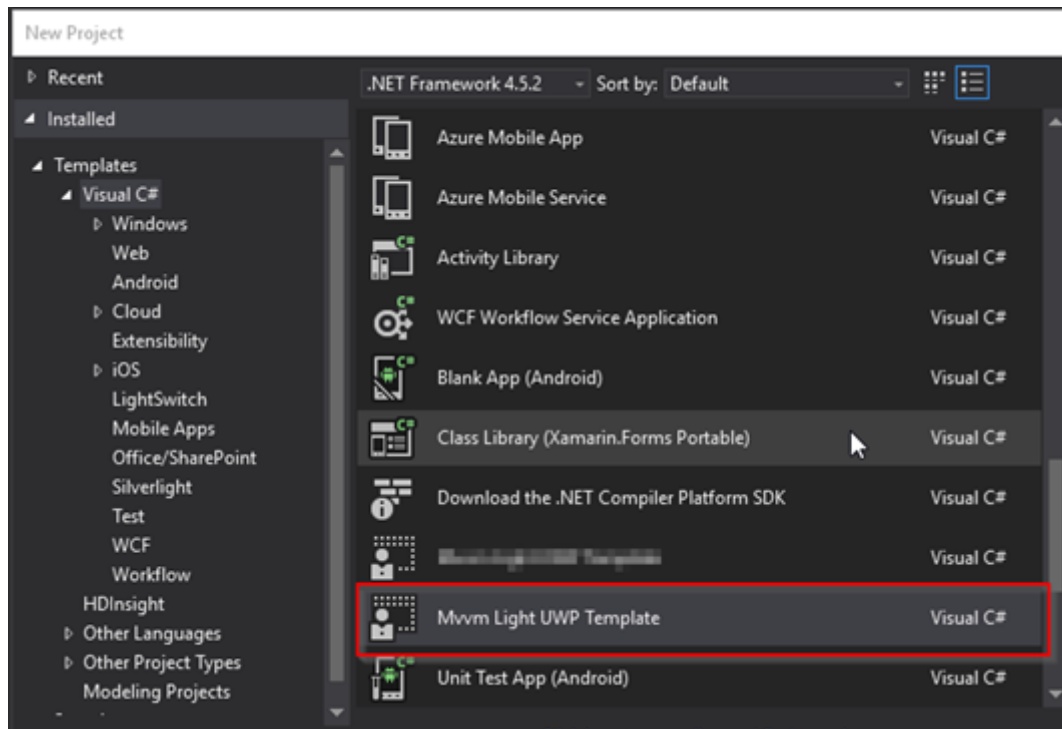 New Project
Recent
.NET Framework 4.5.2 Sort by: Default
Installed
Templates
Visual C#
Windows
Web
Android
Cloud
Extensibility
iOS
LightSwitch
Mobile Apps
Office/SharePoint
Silverlight
Test
WCF
Workflow
HDInsight
Other Languages
Other Project Types
Modeling Projects
Azure Mobile App Visual C#
Azure Mobile Service Visual C#
Activity Library Visual C#
WCF Workflow Service Application Visual C#
Blank App (Android) Visual C#
Class Library (Xamarin.Forms Portable) Visual C#
Download the .NET Compiler Platform SDK Visual C#
Visual C#
Mvvm Light UWP Template Visual C#
Unit Test App (Android) Visual C#